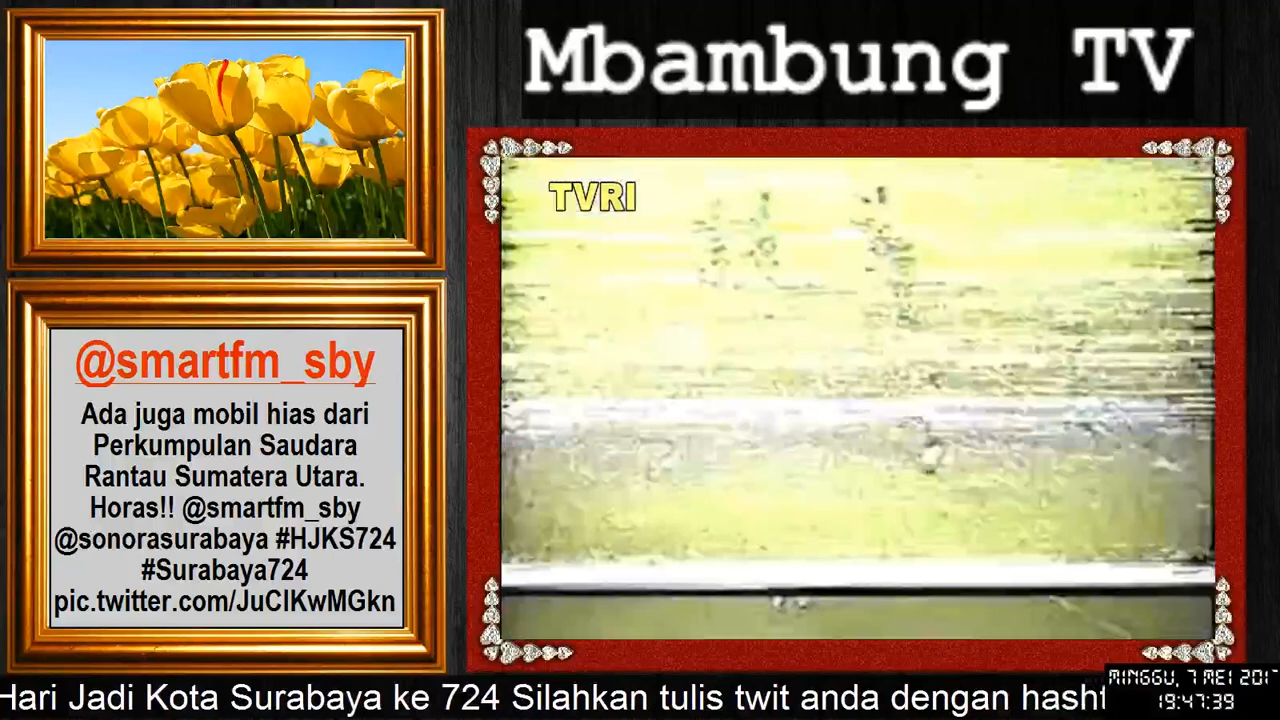 Mbambung TV
TVRI
@smartfm_sby
Ada juga mobil hias dari
Perkumpulan Saudara
Rantau Sumatera Utara.
Horas!! @smartfm_sby
@sonorasurabaya #HJKS724
#Surabaya724
pic.twitter.com/JuClKwMGkn
Hari Jadi Kota Surabaya ke 724 Silahkan tulis twit anda dengan hasht
MINGGU, 7 MEI 2017
19:47:39